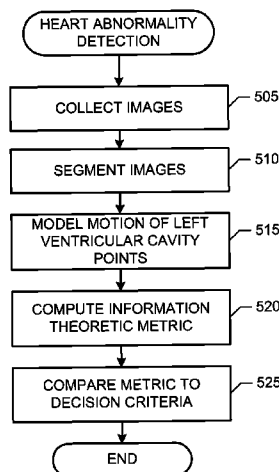 HEART ABNORMALITY
DETECTION
COLLECT IMAGES
505
SEGMENT IMAGES
510
MODEL MOTION OF LEFT
VENTRICULAR CAVITY
POINTS
515
COMPUTE INFORMATION
THEORETIC METRIC
520
COMPARE METRIC TO
DECISION CRITERIA
525
END